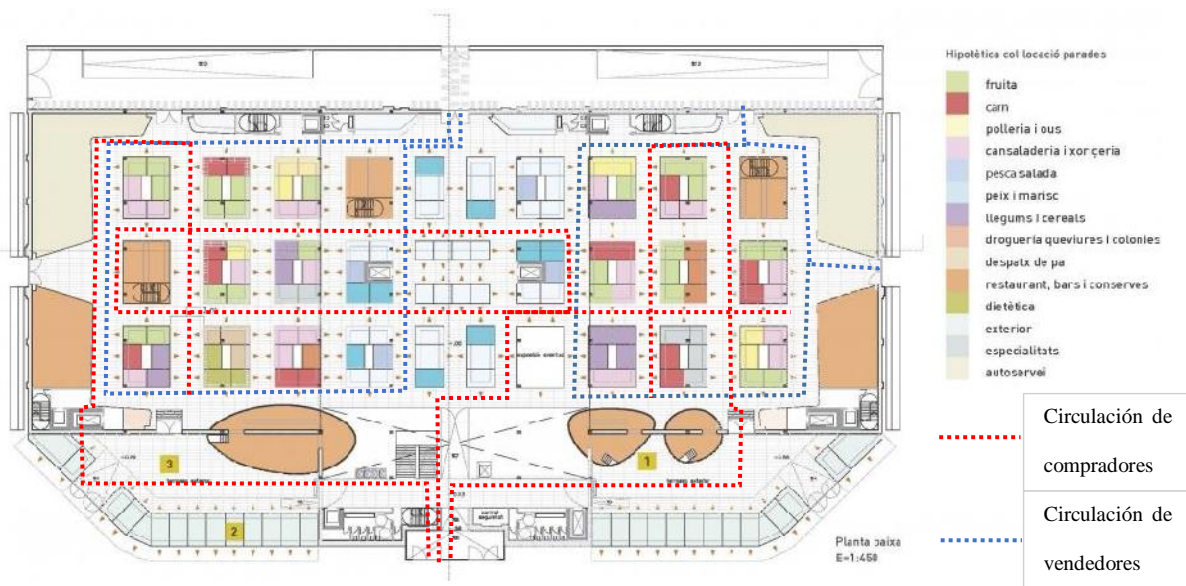 Hipotètica col locació parades
fruita
carn
polleria i ous
cansaladeria i xorçeria
pesca salada
peix i marisc
llegums i cereals
drogueria queviures i colonies
despatx de pa
restaurant, bars i conserves
dietètica
exterior
especialitats
autoservei
3
1
2
Planta baixa
E=1:450
Circulación de
compradores
Circulación de
vendedores